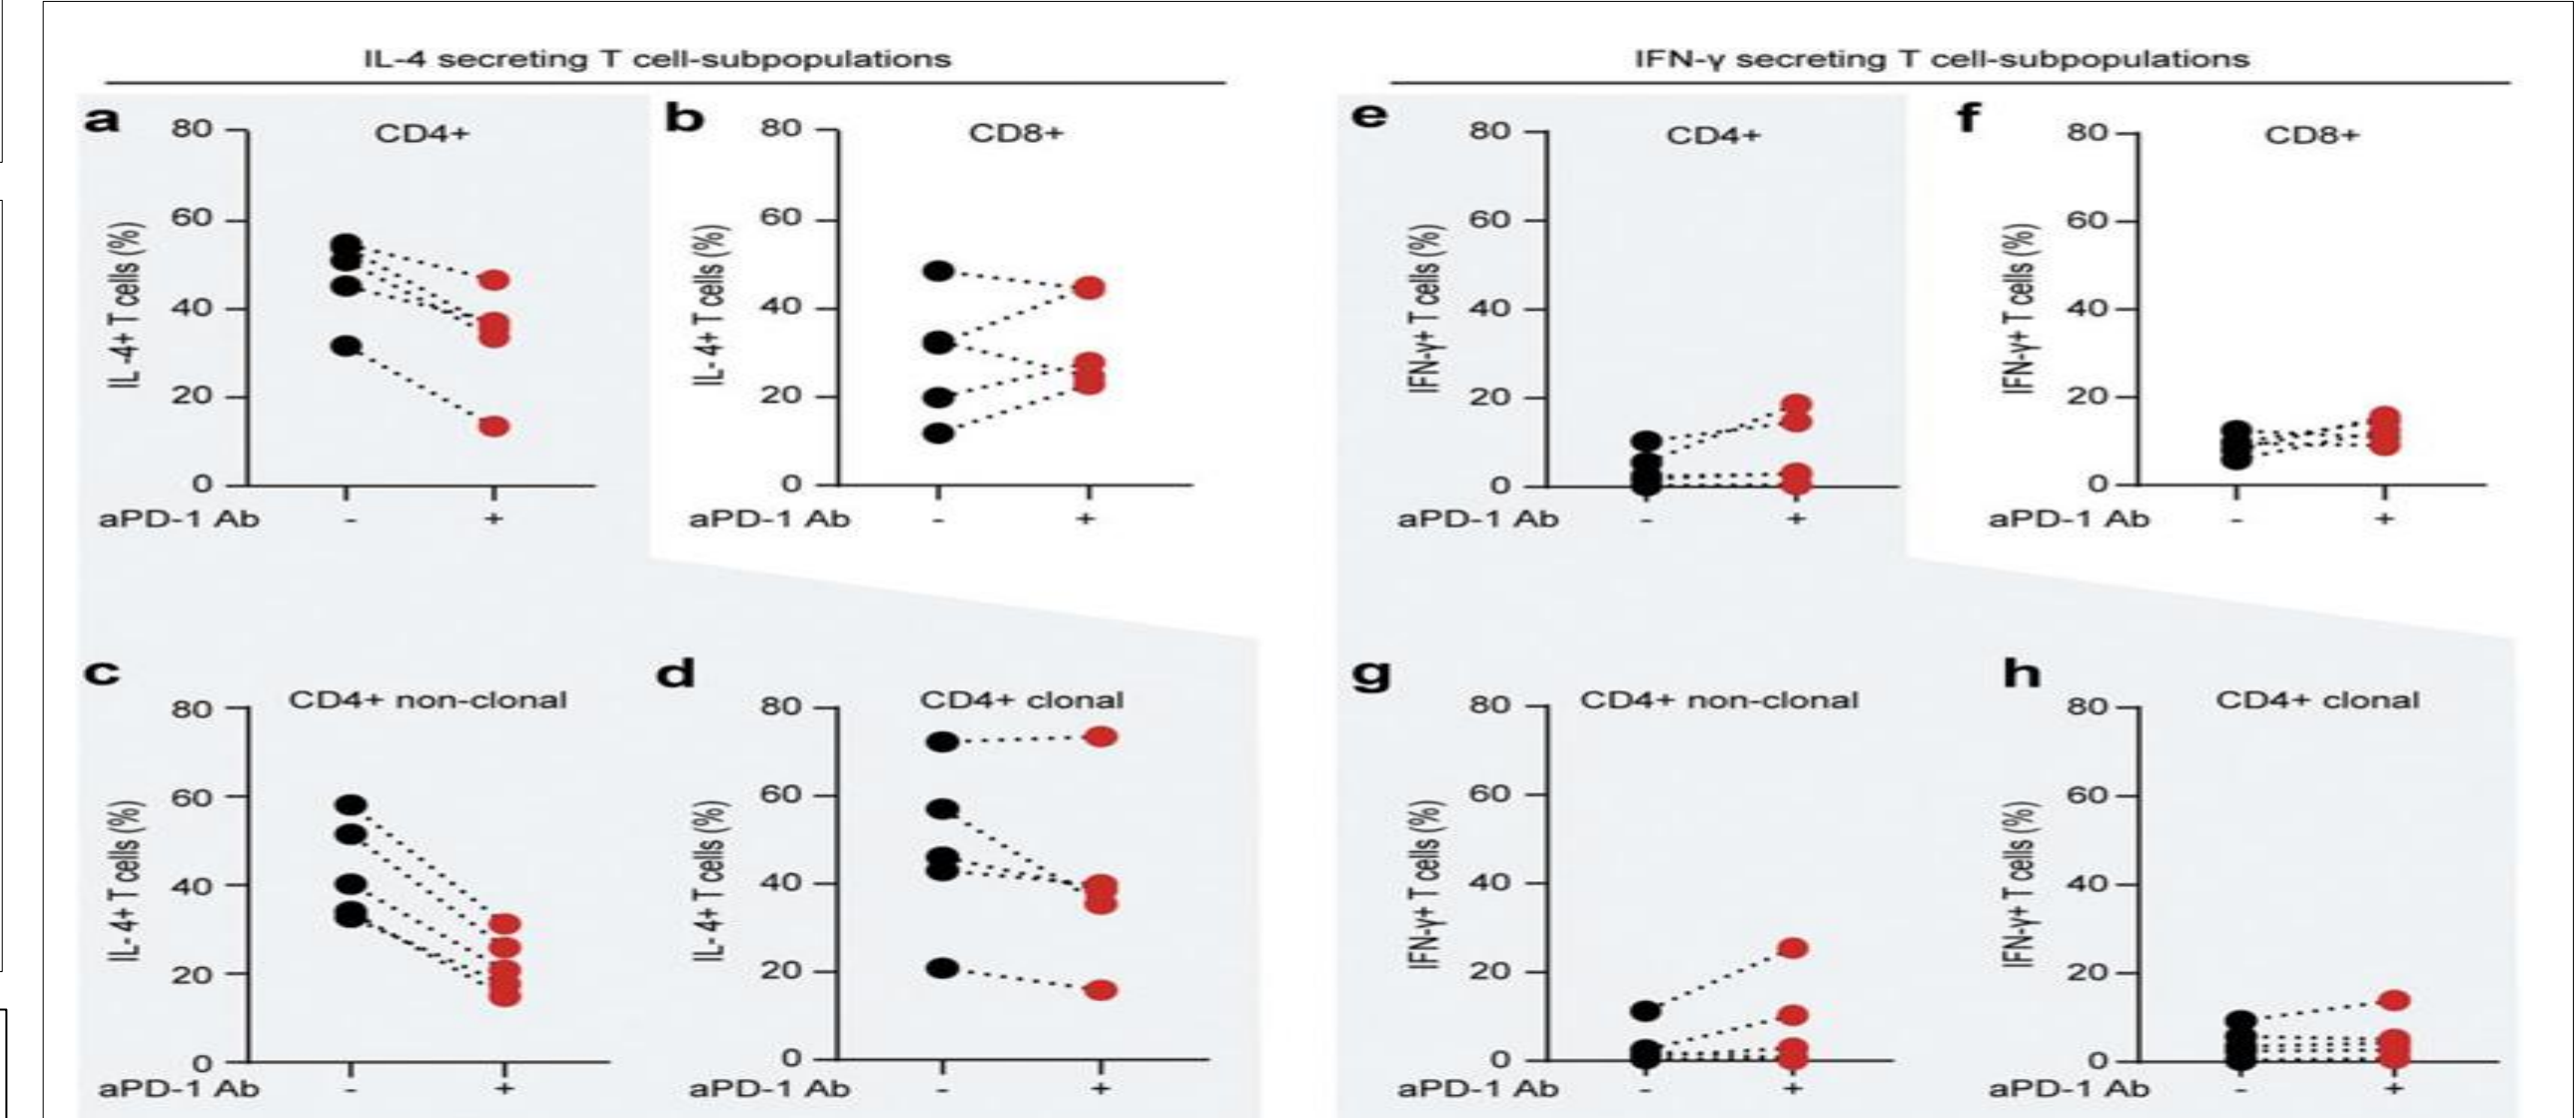 IL-4 secreting T cell-subpopulations
IFN-γ secreting T cell-subpopulations
a
CD4+
IL-4+ T cells (%)
80
60
40
20
0
aPD-1 Ab - +
b
CD8+
IL-4+ T cells (%)
80
60
40
20
0
aPD-1 Ab - +
e
CD4+
IFN-γ+ T cells (%)
80
60
40
20
0
aPD-1 Ab - +
f
CD8+
IFN-γ+ T cells (%)
80
60
40
20
0
aPD-1 Ab - +
c
CD4+ non-clonal
IL-4+ T cells (%)
80
60
40
20
0
aPD-1 Ab - +
d
CD4+ clonal
IL-4+ T cells (%)
80
60
40
20
0
aPD-1 Ab - +
g
CD4+ non-clonal
IFN-γ+ T cells (%)
80
60
40
20
0
aPD-1 Ab - +
h
CD4+ clonal
IFN-γ+ T cells (%)
80
60
40
20
0
aPD-1 Ab - +